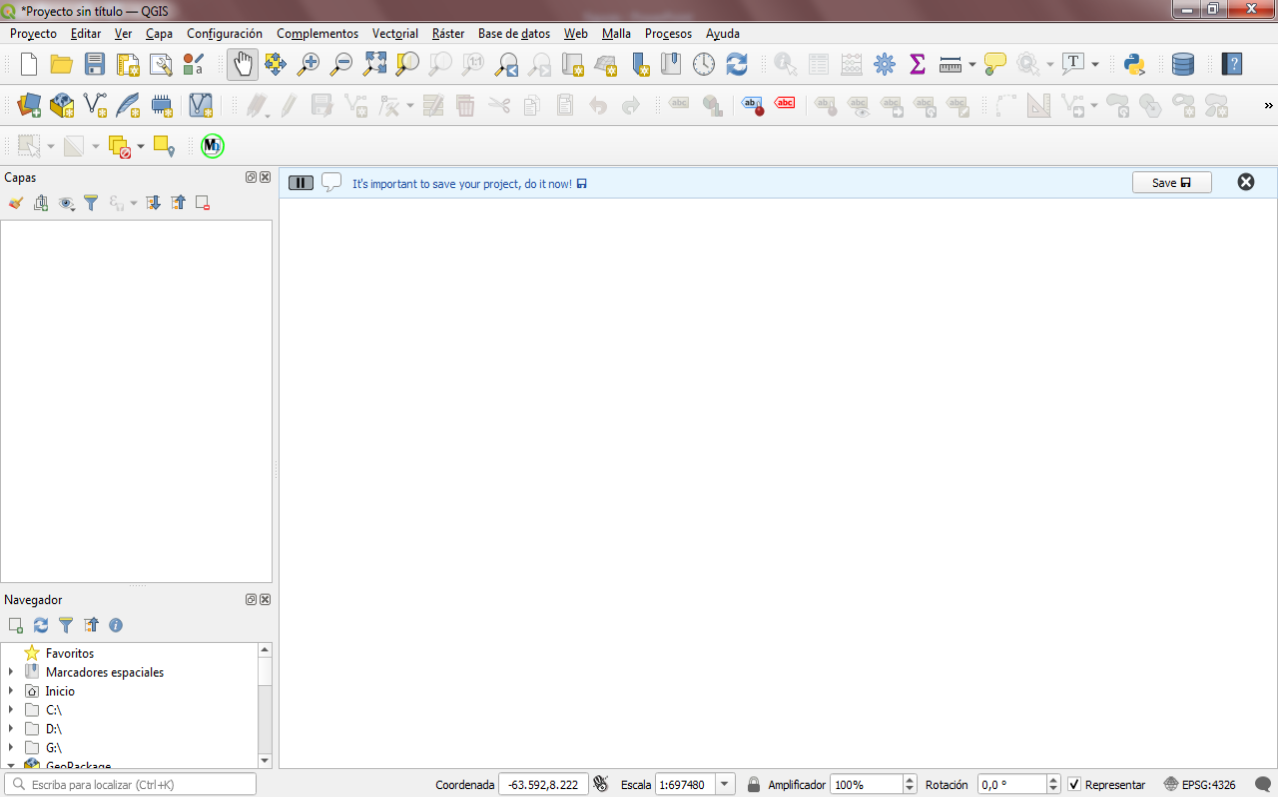 *Proyecto sin título — QGIS
Proyecto Editar Ver Capa Configuración Complementos Vectorial Ráster Base de datos Web Malla Procesos Ayuda
Capas
It's important to save your project, do it now!
Save
Navegador
Favoritos
Marcadores espaciales
Inicio
C:\
D:\
G:\
GeoPackage
Escriba para localizar (Ctrl+K)
Coordenada -63.592,8.222 Escala 1:697480 Amplificador 100% Rotación 0,0 ° Representar EPSG:4326